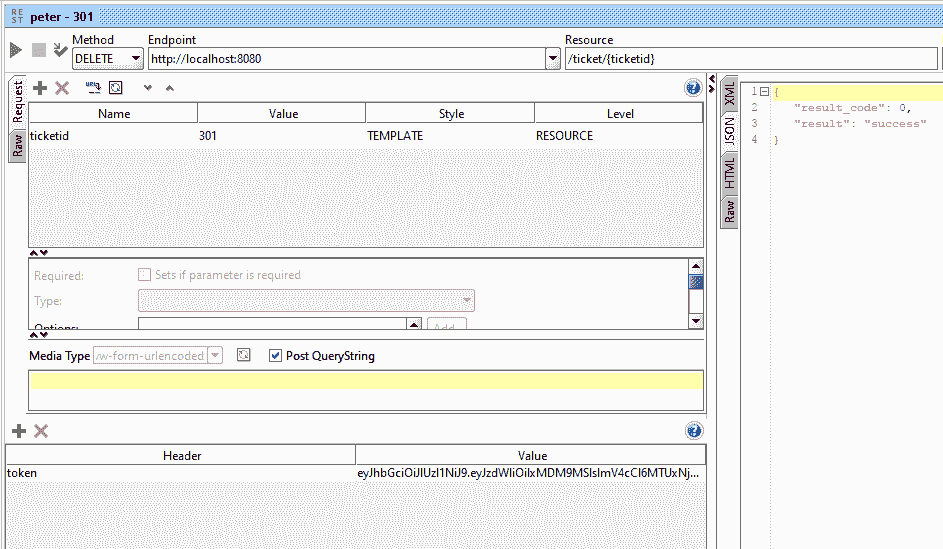 RE
ST peter - 301
Method Endpoint Resource
DELETE http://localhost:8080 /ticket/{ticketid}
Request
Raw
Name Value Style Level
ticketid 301 TEMPLATE RESOURCE
Required: Sets if parameter is required
Type:
Options: Add..
Media Type /w-form-urlencoded Post QueryString
Header Value
token eyJhbGciOiJIUzI1NiJ9.eyJzdWIiOiIxMDM9MSIsImV4cCI6MTUxNj...
XML
JSON
HTML
Raw
1 {
2 "result_code": 0,
3 "result": "success"
4 }